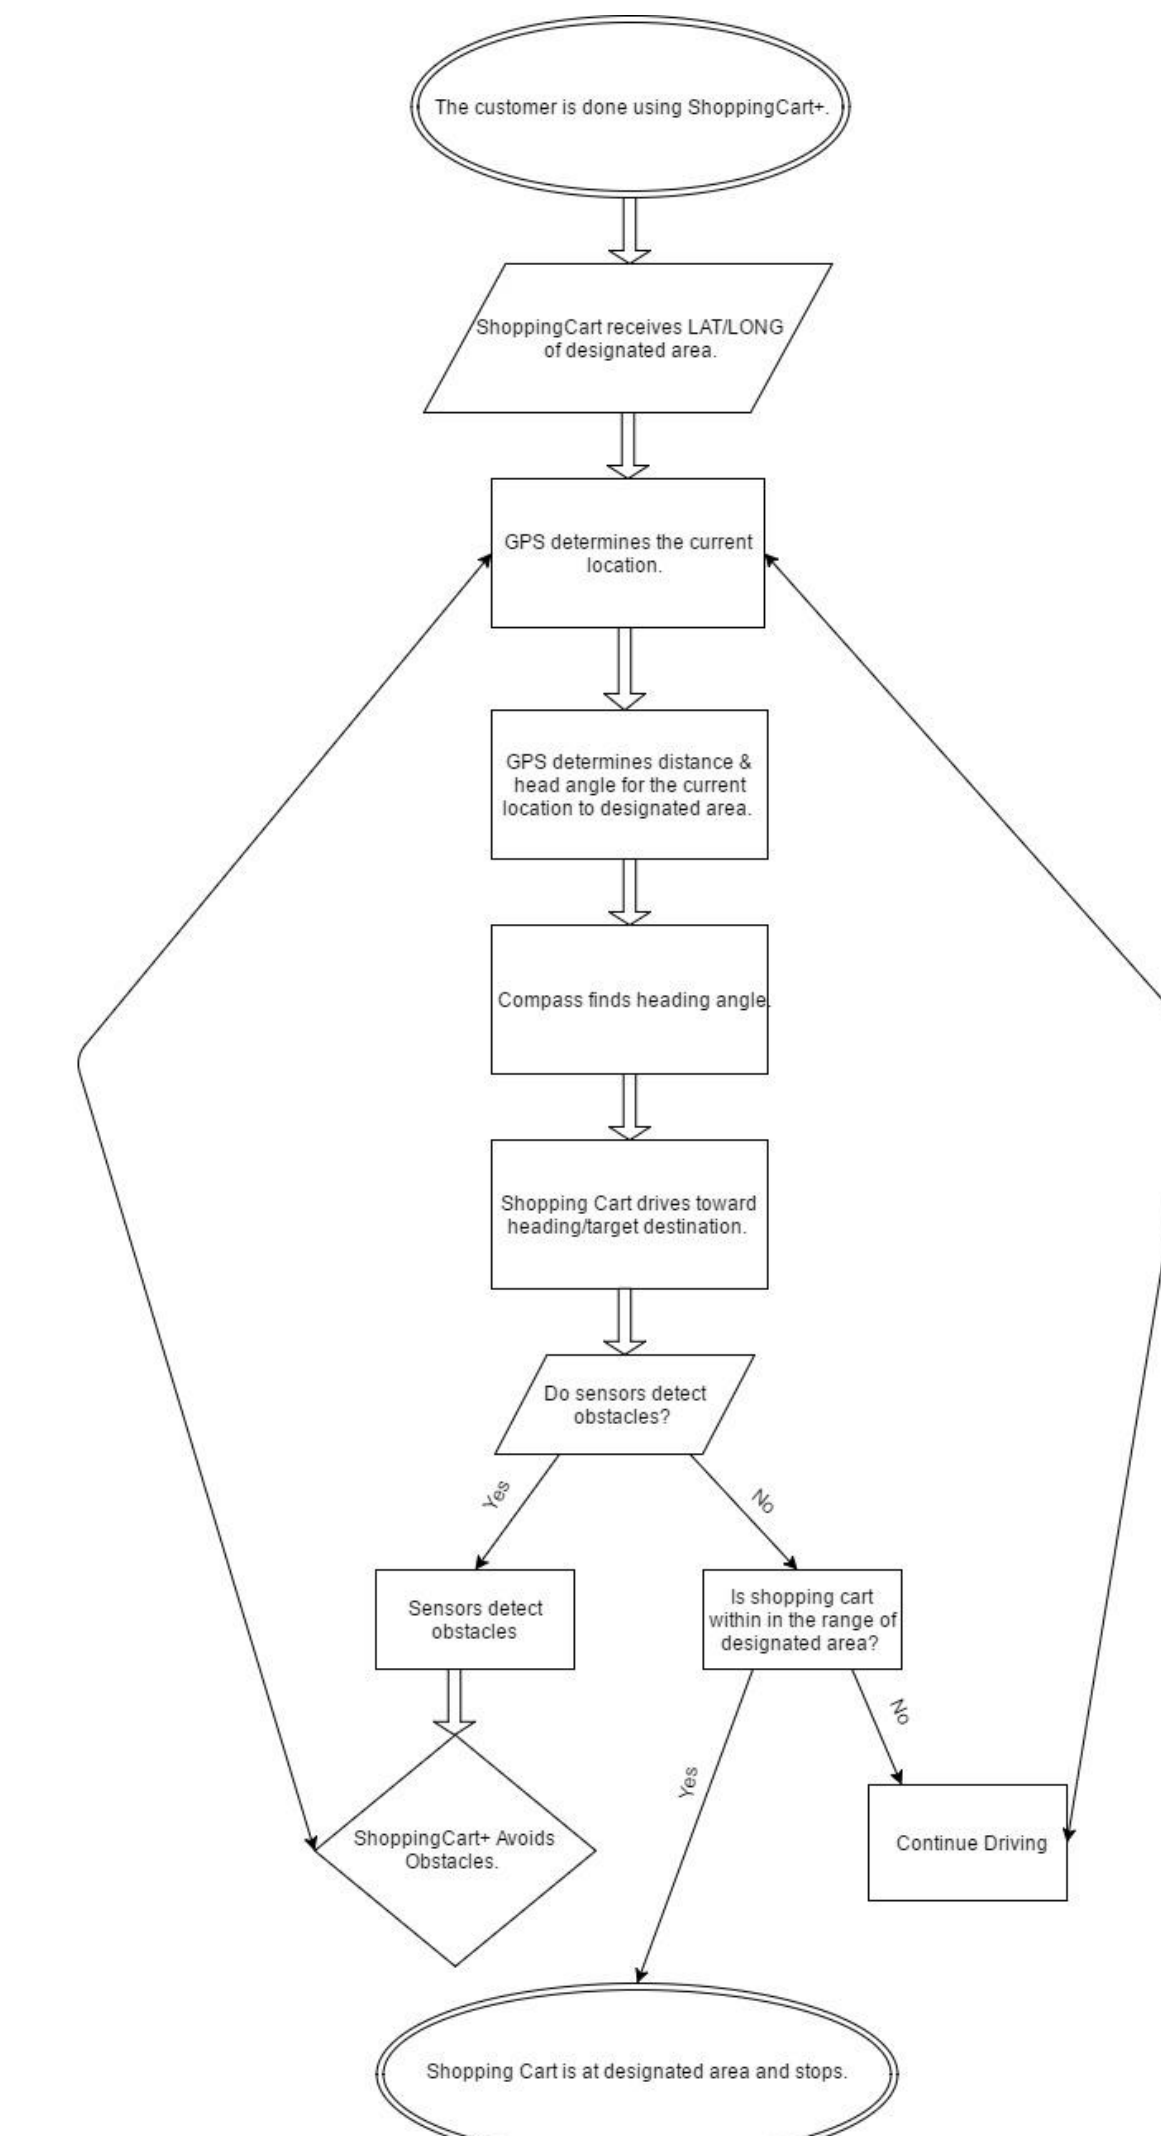 The customer is done using ShoppingCart+.
ShoppingCart receives LAT/LONG
of designated area.
GPS determines the current
location.
GPS determines distance &
head angle for the current
location to designated area.
Compass finds heading angle.
Shopping Cart drives toward
heading/target destination.
Do sensors detect
obstacles?
Yes
No
Sensors detect
obstacles
Is shopping cart
within in the range of
designated area?
No
Yes
ShoppingCart+ Avoids
Obstacles.
Continue Driving
Shopping Cart is at designated area and stops.